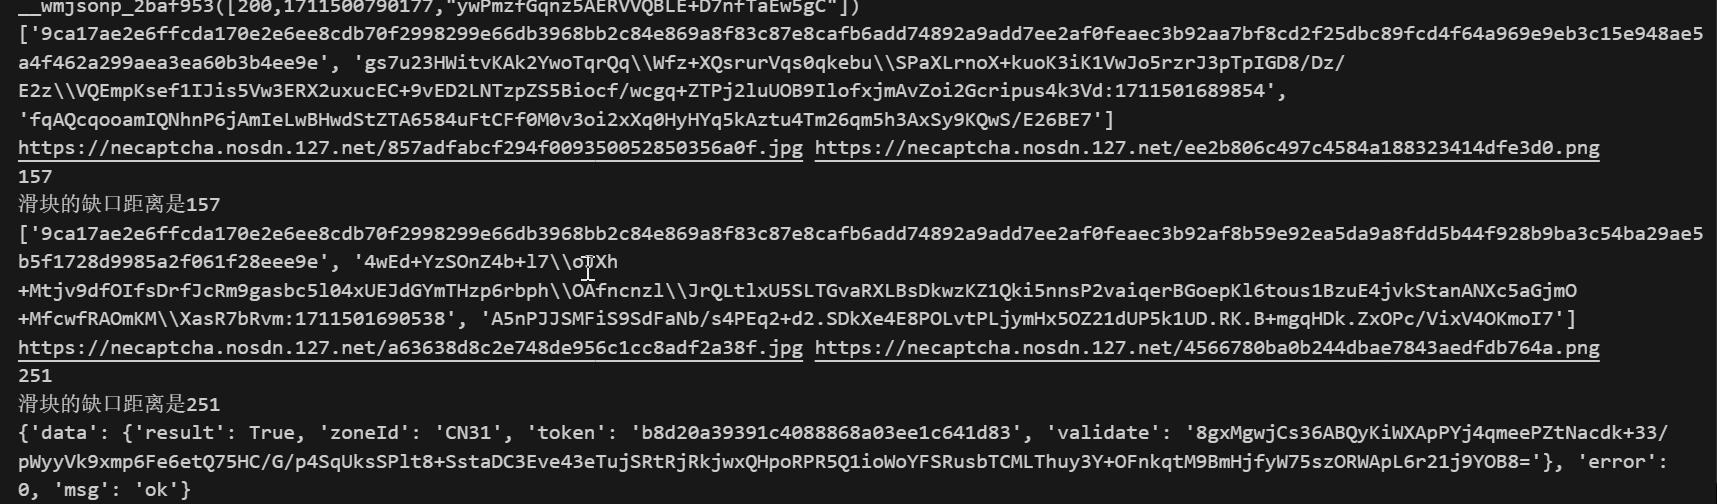 __wmjsonp_2baf953([200,1711500790177,"ywPmzfGqnz5AERVVQBLE+D7nfTaEw5gC"])
['9ca17ae2e6ffcda170e2e6ee8cdb70f2998299e66db3968bb2c84e869a8f83c87e8cafb6add74892a9add7ee2af0feaec3b92aa7bf8cd2f25dbc89fcd4f64a969e9eb3c15e948ae5
a4f462a299aea3ea60b3b4ee9e', 'gs7u23HWitvKAk2YwoTqrQq\\Wfz+XQsrurVqs0qkebu\\SPaXLrnoX+kuoK3iK1VwJo5rzrJ3pTpIGD8/Dz/
E2z\\VQEmpKsef1IJis5Vw3ERX2uxucEC+9vED2LNTzpZS5Biocf/wcgq+ZTPj2luUOB9IlofxjmAvZoi2Gcripus4k3Vd:1711501689854',
'fqAQcqooamIQNhnP6jAmIeLwBHwdStZTA6584uFtCFf0M0v3oi2xXq0HyHYq5kAztu4Tm26qm5h3AxSy9KQwS/E26BE7']
https://necaptcha.nosdn.127.net/857adfabcf294f009350052850356a0f.jpg https://necaptcha.nosdn.127.net/ee2b806c497c4584a188323414dfe3d0.png
157
滑块的缺口距离是157
['9ca17ae2e6ffcda170e2e6ee8cdb70f2998299e66db3968bb2c84e869a8f83c87e8cafb6add74892a9add7ee2af0feaec3b92af8b59e92ea5da9a8fdd5b44f928b9ba3c54ba29ae5
b5f1728d9985a2f061f28eee9e', '4wEd+YzSOnZ4b+l7\\oTXh
+Mtjv9dfOIfsDrfJcRm9gasbc5l04xUEJdGYmTHzp6rbph\\OAfncnzl\\JrQLtlxU5SLTGvaRXLBsDkwzKZ1Qki5nnsP2vaiqerBGoepKl6tous1BzuE4jvkStanANXc5aGjmO
+MfcwfRAOmKM\\XasR7bRvm:1711501690538', 'A5nPJJSMFiS9SdFaNb/s4PEq2+d2.SDkXe4E8POLvtPLjymHx5OZ21dUP5k1UD.RK.B+mgqHDk.ZxOPc/VixV4OKmoI7']
https://necaptcha.nosdn.127.net/a63638d8c2e748de956c1cc8adf2a38f.jpg https://necaptcha.nosdn.127.net/4566780ba0b244dbae7843aedfdb764a.png
251
滑块的缺口距离是251
{'data': {'result': True, 'zoneId': 'CN31', 'token': 'b8d20a39391c4088868a03ee1c641d83', 'validate': '8gxMgwjCs36ABQyKiWXApPYj4qmeePZtNacdk+33/
pWyyVk9xmp6Fe6etQ75HC/G/p4SqUksSPlt8+SstaDC3Eve43eTujSRtRjRkjwxQHpoRPR5Q1ioWoYFSRusbTCMLThuy3Y+OFnkqtM9BmHjfyW75szORWApL6r21j9YOB8='}, 'error':
0, 'msg': 'ok'}